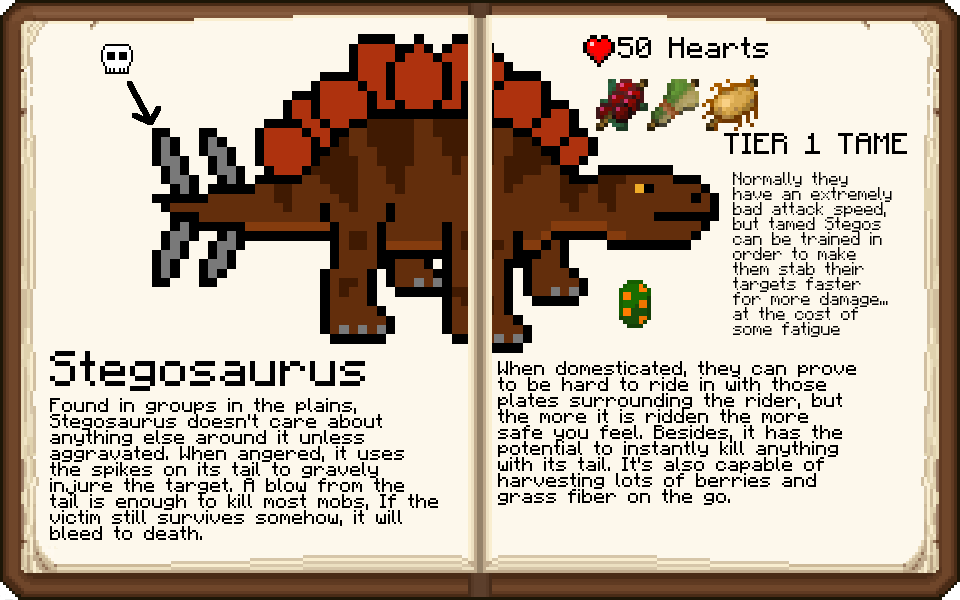 Stegosaurus
Found in groups in the plains,
Stegosaurus doesn't care about
anything else around it unless
aggravated. When angered, it uses
the spikes on its tail to gravely
injure the target. A blow from the
tail is enough to kill most mobs. If the
victim still survives somehow, it will
bleed to death.
50 Hearts
TIER 1 TAME
Normally they
have an extremely
bad attack speed,
but tamed Stegos
can be trained in
order to make
them stab their
targets faster
for more damage...
at the cost of
some fatigue
When domesticated, they can prove
to be hard to ride in with those
plates surrounding the rider, but
the more it is ridden the more
safe you feel. Besides, it has the
potential to instantly kill anything
with its tail. It's also capable of
harvesting lots of berries and
grass fiber on the go.